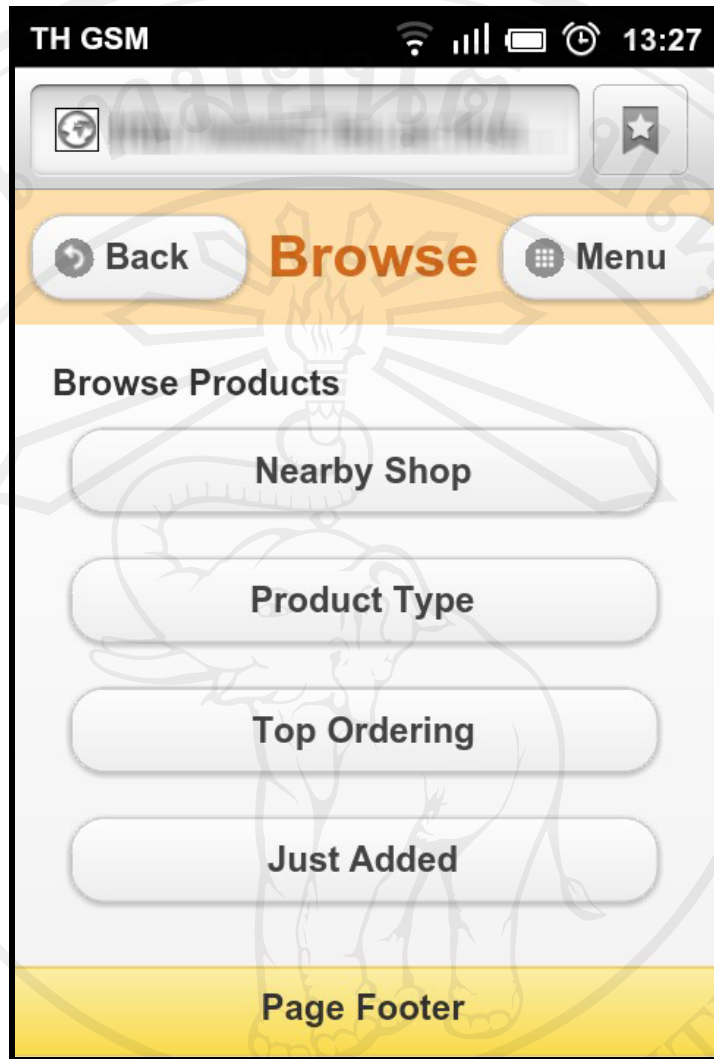 TH GSM 13:27
Back Browse Menu
Browse Products
Nearby Shop
Product Type
Top Ordering
Just Added
Page Footer